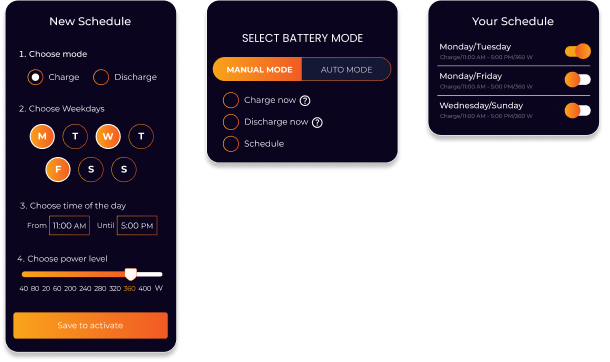 New Schedule
1. Choose mode
Charge
Discharge
2. Choose Weekdays
M T W T
F S S
3. Choose time of the day
From 11:00 AM Until 5:00 PM
4. Choose power level
40 80 20 60 200 240 280 320 360 400 W
Save to activate
SELECT BATTERY MODE
MANUAL MODE AUTO MODE
Charge now ?
Discharge now ?
Schedule
Your Schedule
Monday/Tuesday
Charge/11:00 AM - 5:00 PM/360 W
Monday/Friday
Charge/11:00 AM - 5:00 PM/360 W
Wednesday/Sunday
Charge/11:00 AM - 5:00 PM/360 W